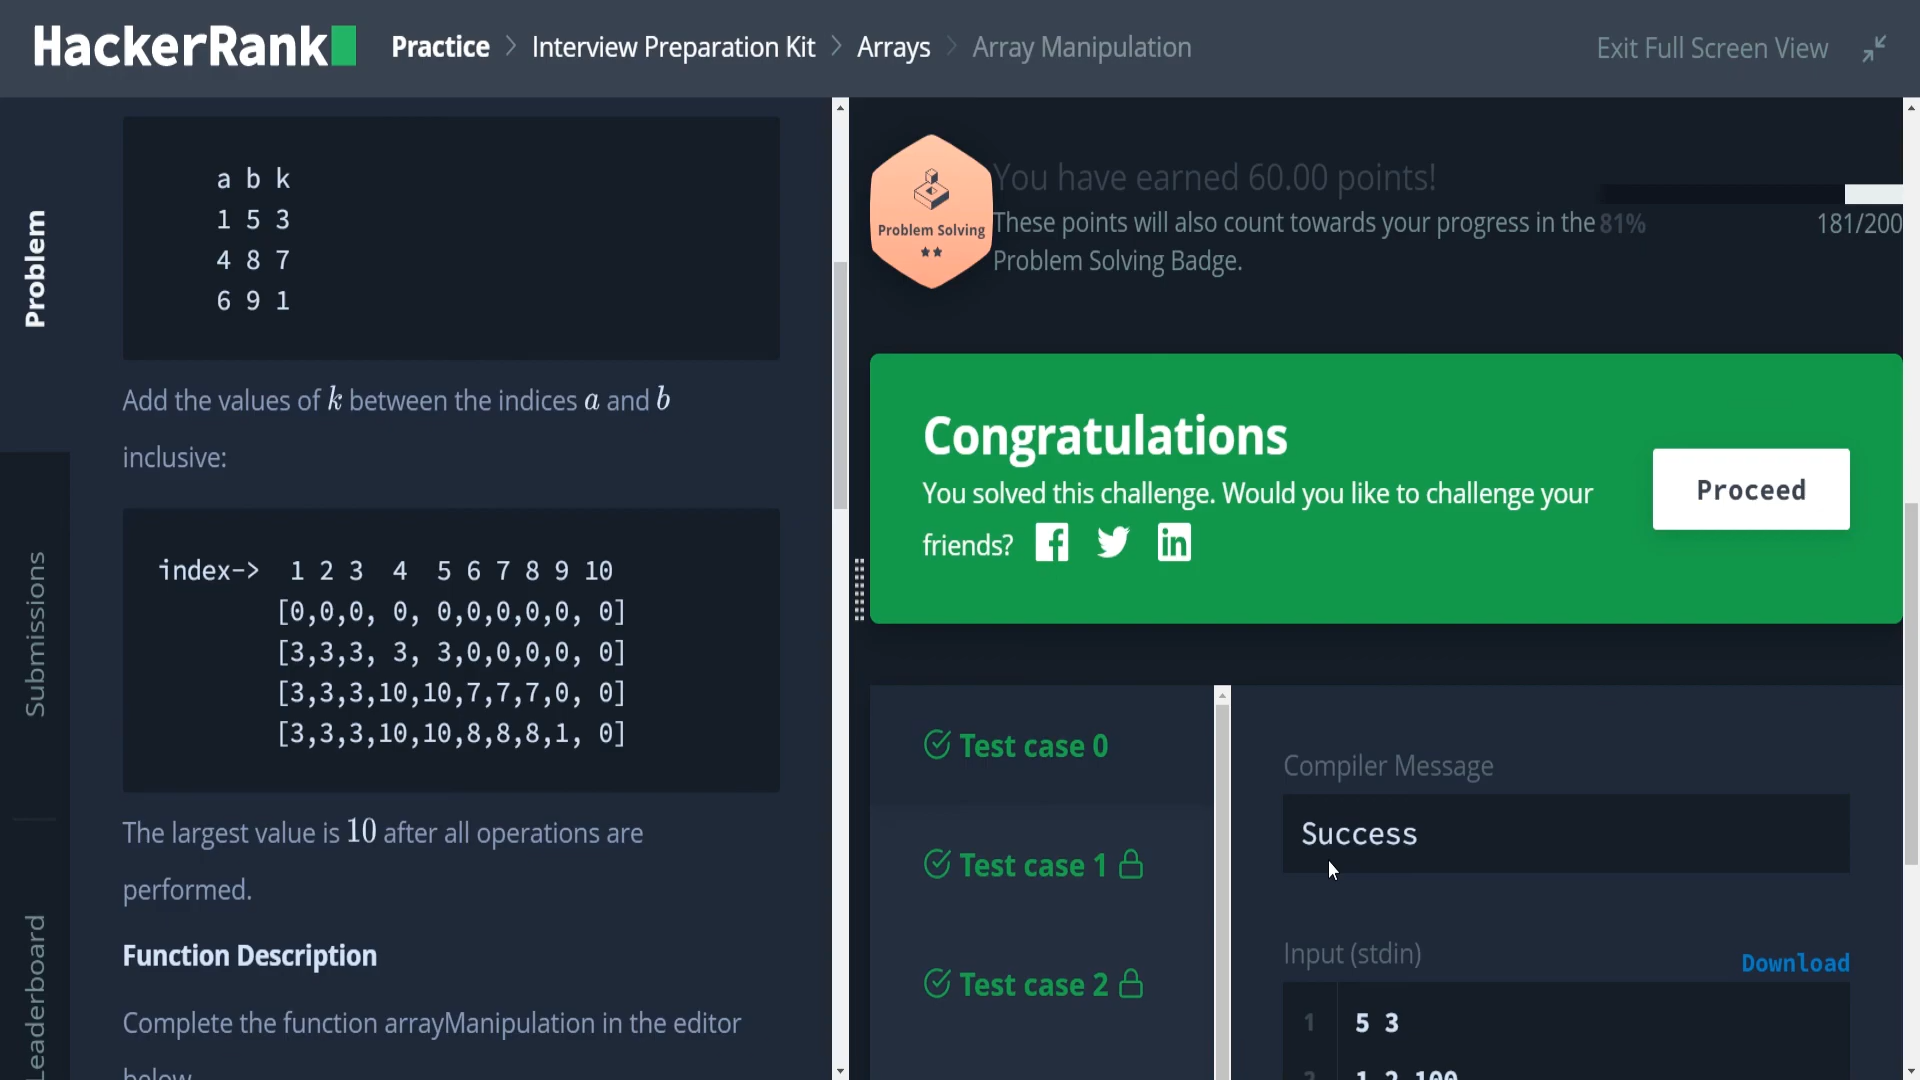 HackerRank
Practice > Interview Preparation Kit > Arrays > Array Manipulation
Exit Full Screen View
Problem
Submissions
Leaderboard
a b k
1 5 3
4 8 7
6 9 1
Add the values of k between the indices a and b
inclusive:
index-> 1 2 3 4 5 6 7 8 9 10
[0,0,0, 0, 0,0,0,0,0, 0]
[3,3,3, 3, 3,0,0,0,0, 0]
[3,3,3,10,10,7,7,7,0, 0]
[3,3,3,10,10,8,8,8,1, 0]
The largest value is 10 after all operations are
performed.
Function Description
Complete the function arrayManipulation in the editor
below.
Problem Solving
You have earned 60.00 points!
These points will also count towards your progress in the
Problem Solving Badge.
81%
181/200
Congratulations
You solved this challenge. Would you like to challenge your
friends?
Proceed
Test case 0
Test case 1
Test case 2
Compiler Message
Success
Input (stdin)
Download
1 5 3
2 1 2 100